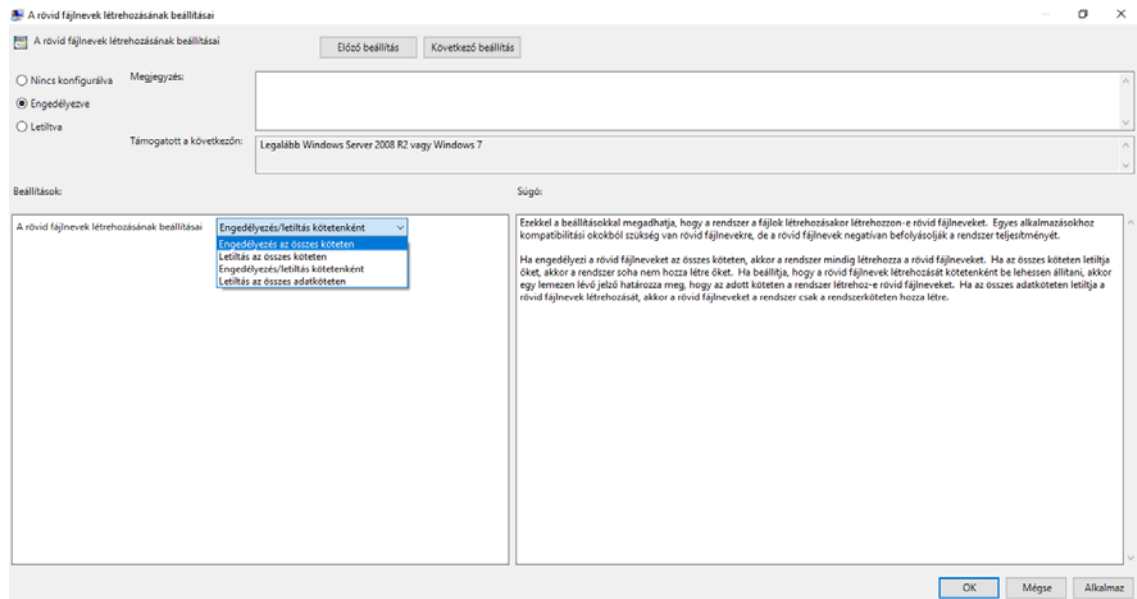 A rövid fájlnevek létrehozásának beállításai
A rövid fájlnevek létrehozásának beállításai
Előző beállítás
Következő beállítás
Nincs konfigurálva
Megjegyzés:
Engedélyezve
Letiltva
Támogatott a következőn:
Legalább Windows Server 2008 R2 vagy Windows 7
Beállítások:
Súgó:
A rövid fájlnevek létrehozásának beállításai
Engedélyezés/letiltás kötetenként
Engedélyezés az összes köteten
Letiltás az összes köteten
Engedélyezés/letiltás kötetenként
Letiltás az összes adatköteten
Ezekkel a beállításokkal megadhatja, hogy a rendszer a fájlok létrehozásakor létrehozzon-e rövid fájlneveket. Egyes alkalmazásokhoz
kompatibilitási okokból szükség van rövid fájlnevekre, de a rövid fájlnevek negatívan befolyásolják a rendszer teljesítményét.
Ha engedélyezi a rövid fájlneveket az összes köteten, akkor a rendszer mindig létrehozza a rövid fájlneveket. Ha az összes köteten letiltja
őket, akkor a rendszer soha nem hozza létre őket. Ha beállítja, hogy a rövid fájlnevek létrehozását kötetenként be lehessen állítani, akkor
egy lemezen lévő jelző határozza meg, hogy az adott köteten a rendszer létrehoz-e rövid fájlneveket. Ha az összes adatköteten letiltja a
rövid fájlnevek létrehozását, akkor a rövid fájlneveket a rendszer csak a rendszerköteten hozza létre.
OK
Mégse
Alkalmaz